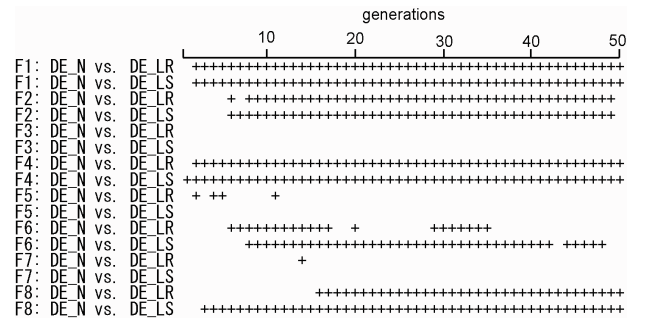 generations
10 20 30 40 50
F1: DE_N vs. DE_LR
F1: DE_N vs. DE_LS
F2: DE_N vs. DE_LR
F2: DE_N vs. DE_LS
F3: DE_N vs. DE_LR
F3: DE_N vs. DE_LS
F4: DE_N vs. DE_LR
F4: DE_N vs. DE_LS
F5: DE_N vs. DE_LR
F5: DE_N vs. DE_LS
F6: DE_N vs. DE_LR
F6: DE_N vs. DE_LS
F7: DE_N vs. DE_LR
F7: DE_N vs. DE_LS
F8: DE_N vs. DE_LR
F8: DE_N vs. DE_LS